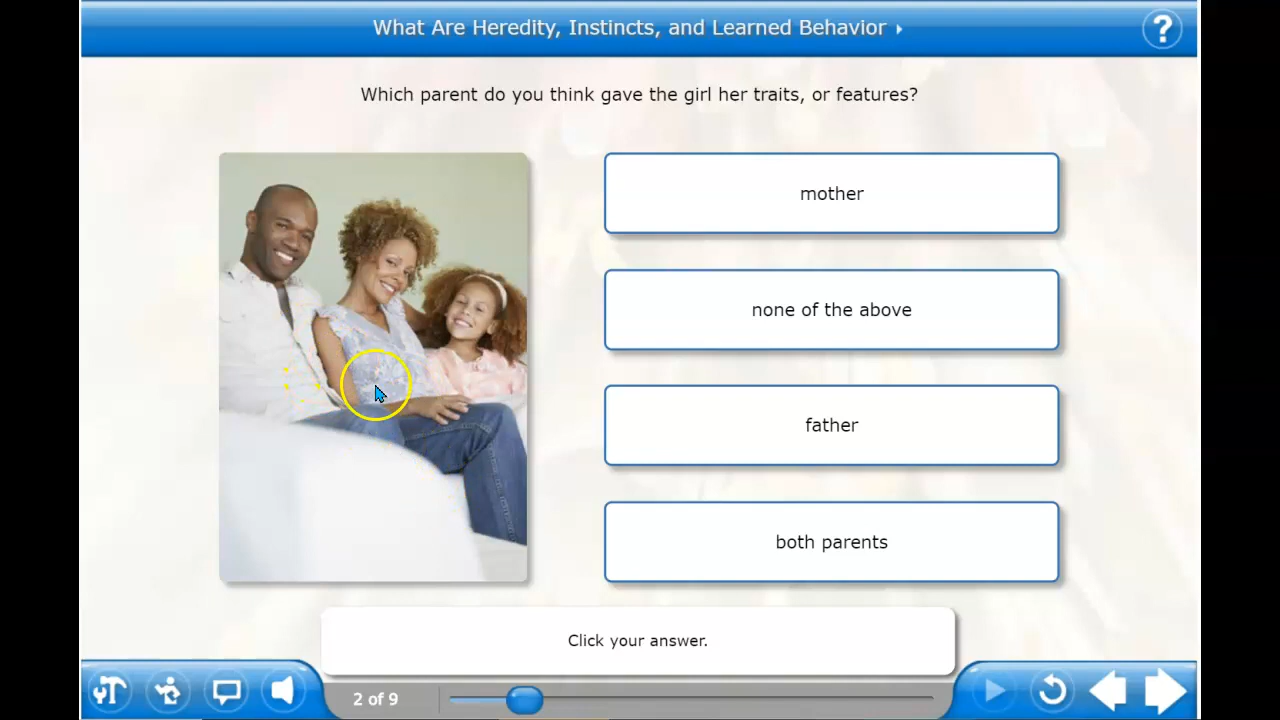 What Are Heredity, Instincts, and Learned Behavior
?
Which parent do you think gave the girl her traits, or features?
mother
none of the above
father
both parents
Click your answer.
2 of 9